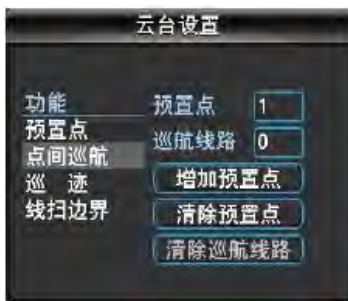 云台设置
功能
预置点
点间巡航
巡 迹
线扫边界
预置点 1
巡航线路 0
增加预置点
清除预置点
清除巡航线路